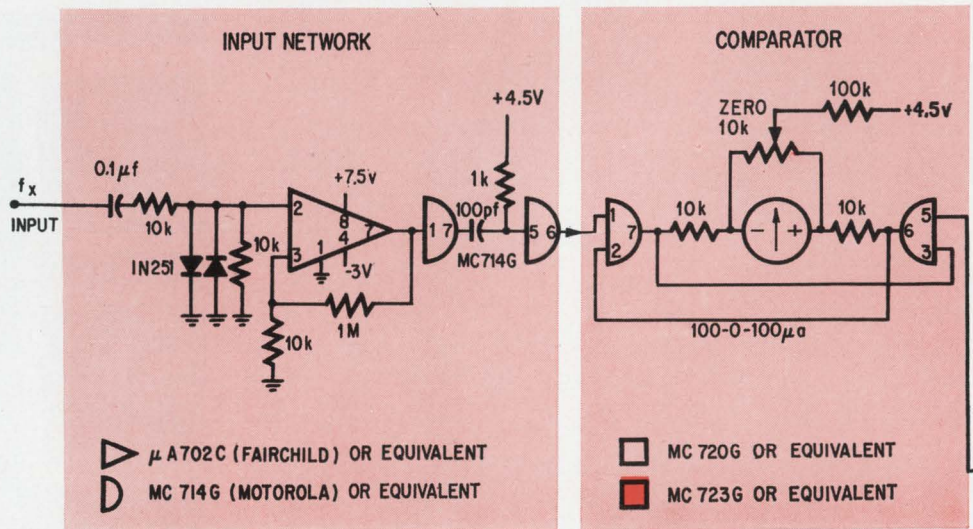 INPUT NETWORK
COMPARATOR
+4.5V
100k
ZERO
10k
+4.5V
0.1μf
fx
INPUT
10k
IN251
10k
2
3
+7.5v
8
1
4
7
-3V
1M
10k
1k
100pf
1 7
MC714G
5 6
1
2
7
10k
- +
10k
6
5
3
100-0-100μa
μA702C (FAIRCHILD) OR EQUIVALENT
MC 714G (MOTOROLA) OR EQUIVALENT
MC 720G OR EQUIVALENT
MC 723G OR EQUIVALENT